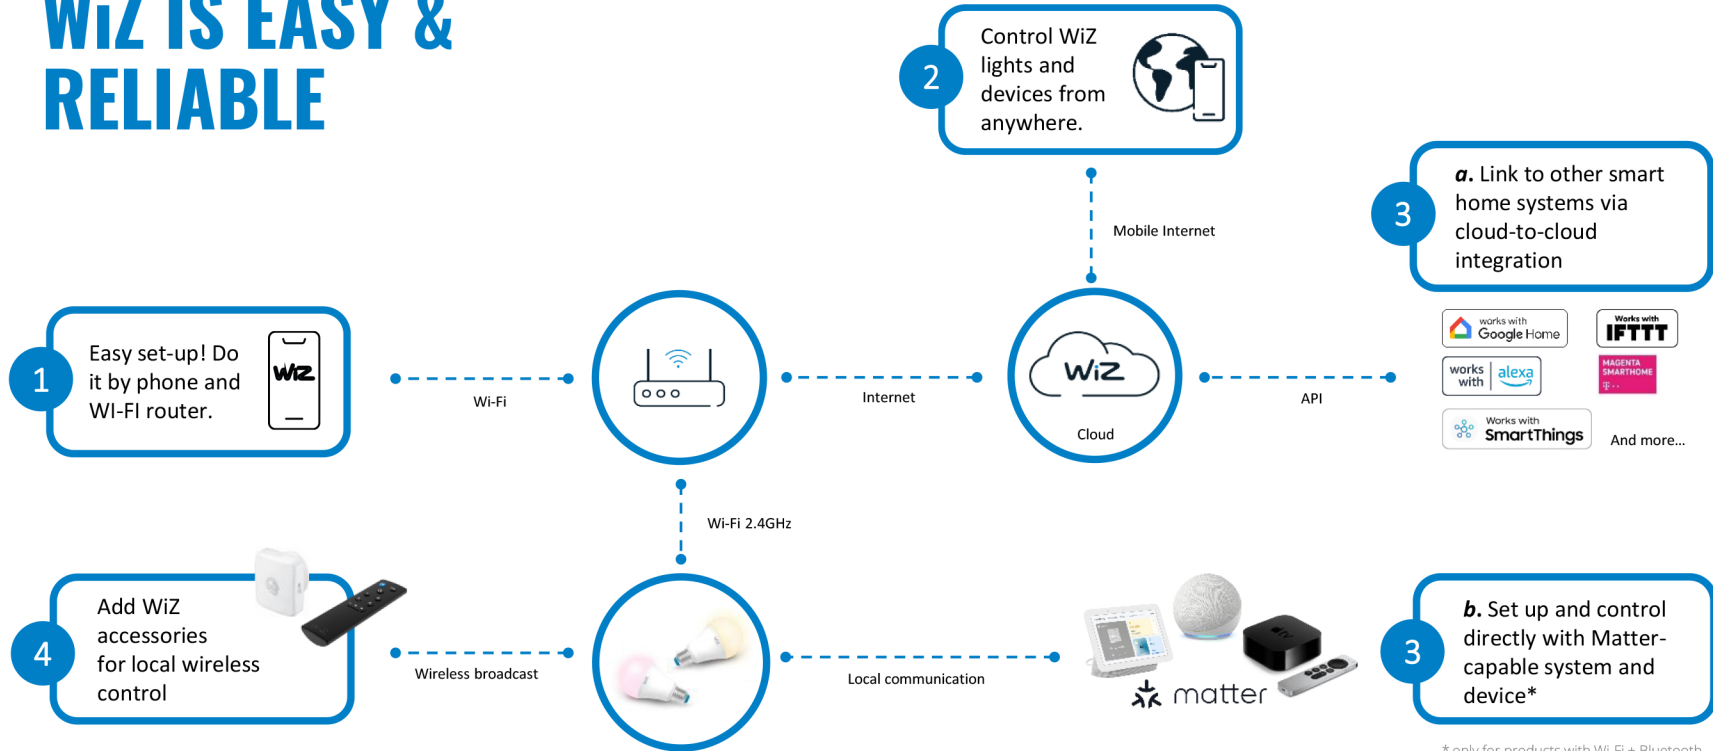 WiZ IS EASY &
RELIABLE
2
Control WiZ
lights and
devices from
anywhere.
Mobile Internet
3
a. Link to other smart
home systems via
cloud-to-cloud
integration
works with
Google Home
Works with
IFTTT
works
with
alexa
MAGENTA
SMARTHOME
Works with
SmartThings
And more...
1
Easy set-up! Do
it by phone and
WI-FI router.
WiZ
Wi-Fi
Internet
WiZ
Cloud
API
Wi-Fi 2.4GHz
4
Add WiZ
accessories
for local wireless
control
Wireless broadcast
Local communication
tv
matter
3
b. Set up and control
directly with Matter-
capable system and
device*
* only for products with Wi-Fi + Bluetooth